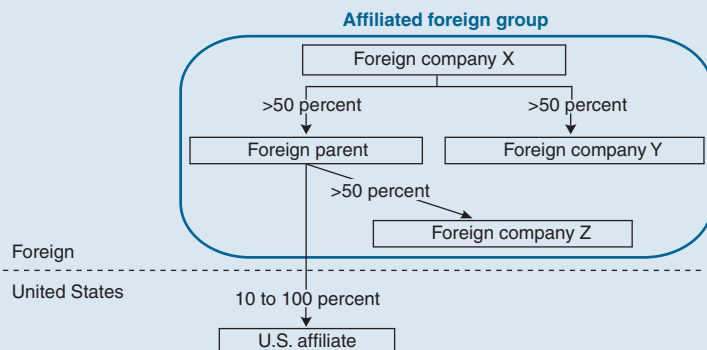 Affiliated foreign group
Foreign company X
>50 percent
>50 percent
Foreign parent
Foreign company Y
>50 percent
Foreign company Z
Foreign
United States
10 to 100 percent
U.S. affiliate